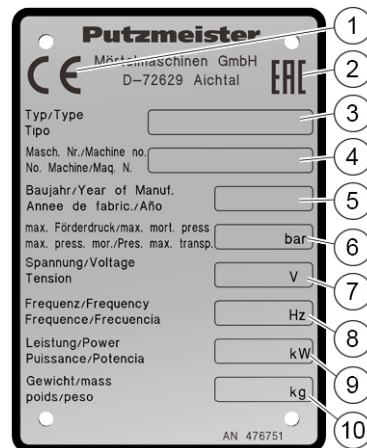 Putzmeister
Mörtelmaschinen GmbH
D-72629 Aichtal
CE
EAC
1
2
Typ/Type
Tipo
3
Masch. Nr./Machine no.
No. Machine/Maq. N.
4
Baujahr/Year of Manuf.
Annee de fabric./Año
5
max. Förderdruck/max. mort. press
max. press. mor./Pres. max. transp.
bar
6
Spannung/Voltage
Tension
V
7
Frequenz/Frequency
Frequence/Frecuencia
Hz
8
Leistung/Power
Puissance/Potencia
kW
9
Gewicht/mass
poids/peso
kg
10
AN 476751